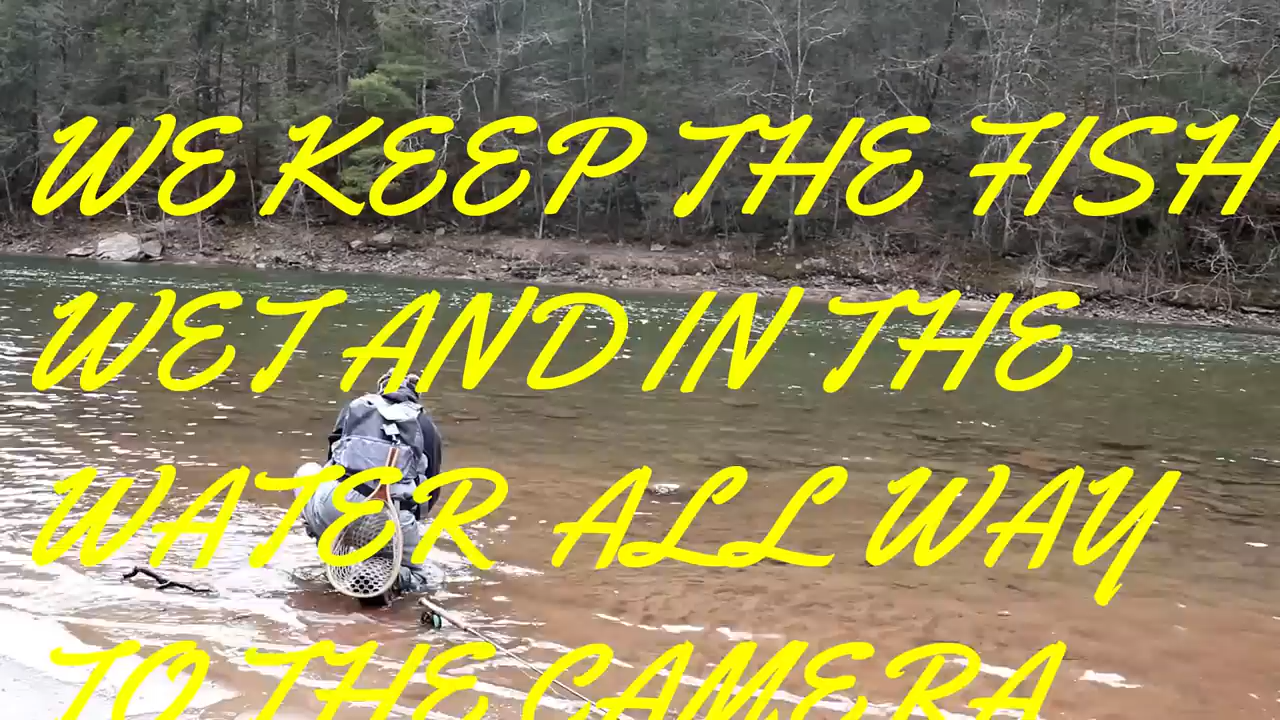 WE KEEP THE FISH
WET AND IN THE
WATER ALL WAY
TO THE CAMERA